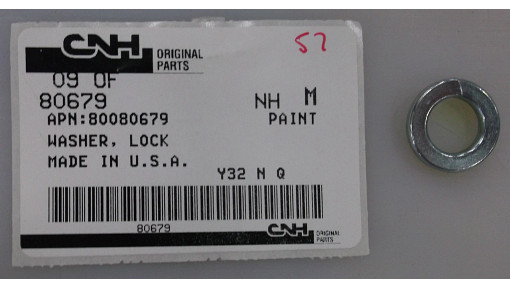 CNH ORIGINAL
PARTS
57
09 OF
80679
NH M
APN:80080679
PAINT
WASHER, LOCK
MADE IN U.S.A.
Y32 N Q
80679
CNH ORIGINAL
PARTS